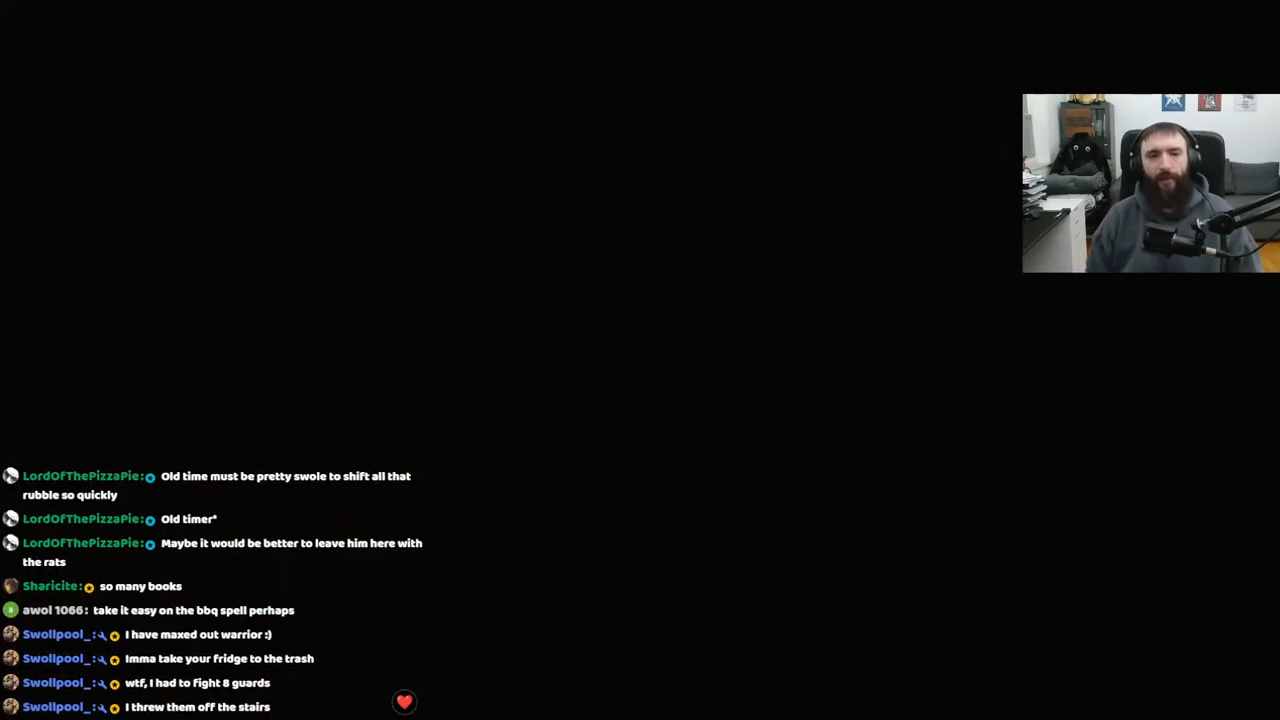 LordOfThePizzaPie: Old time must be pretty swole to shift all that
rubble so quickly
LordOfThePizzaPie: Old timer*
LordOfThePizzaPie: Maybe it would be better to leave him here with
the rats
Sharicite: so many books
a awol 1066: take it easy on the bbq spell perhaps
Swollpool_: I have maxed out warrior :)
Swollpool_: Imma take your fridge to the trash
Swollpool_: wtf, I had to fight 8 guards
Swollpool_: I threw them off the stairs